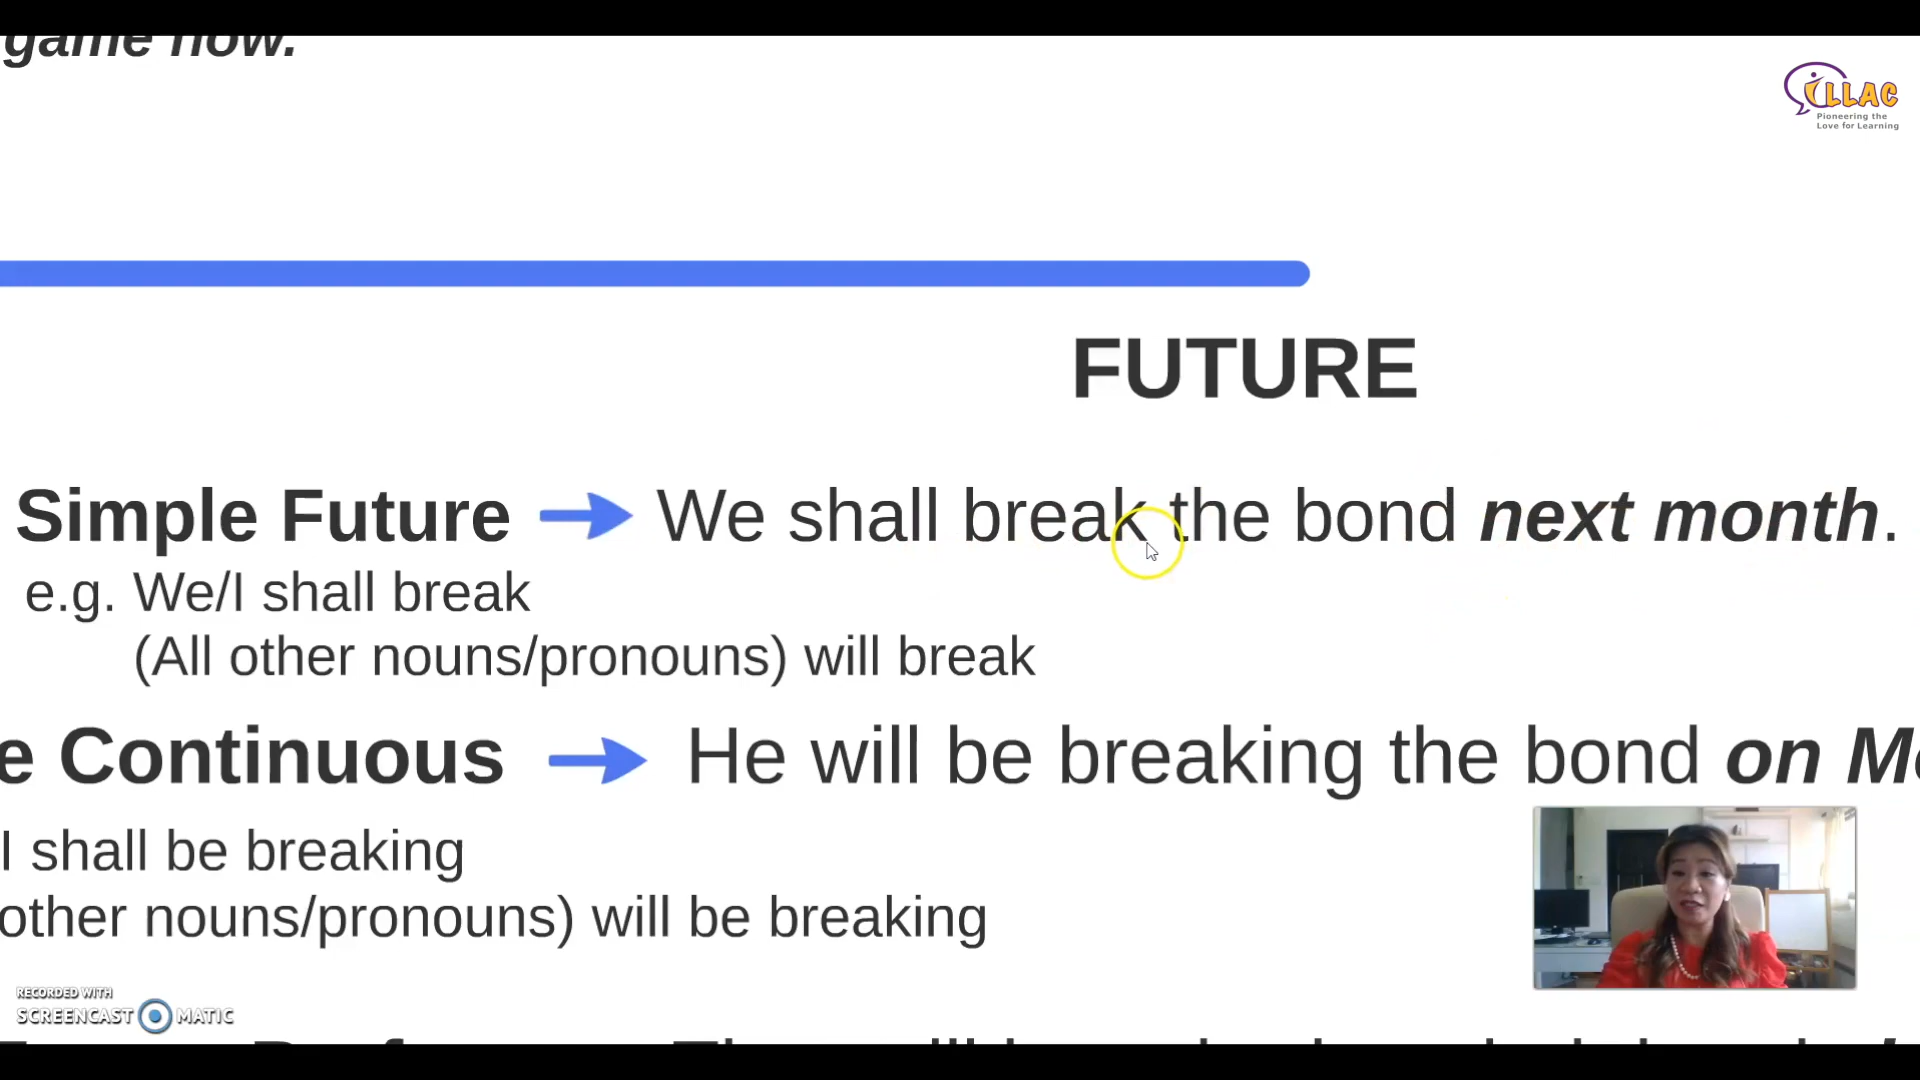 game now.
iLLAC
Pioneering the
Love for Learning
FUTURE
Simple Future We shall break the bond next month.
e.g. We/I shall break
(All other nouns/pronouns) will break
e Continuous He will be breaking the bond on M
I shall be breaking
other nouns/pronouns) will be breaking
RECORDED WITH
SCREENCAST MATIC